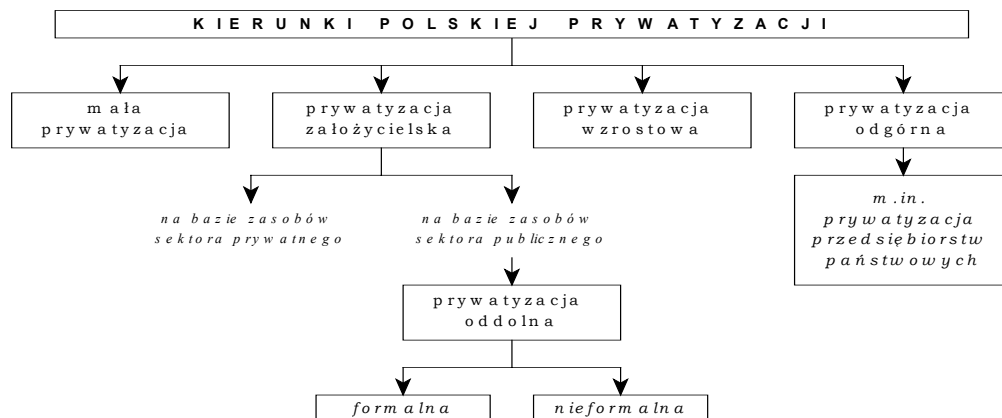 KIERUNKI POLSKIEJ PRYWATYZACJI
mała
prywatyzacja
prywatyzacja
założycielska
prywatyzacja
wzrostowa
prywatyzacja
odgórna
na bazie zasobów
sektora prywatnego
na bazie zasobów
sektora publicznego
m.in.
prywatyzacja
przedsiębiorstw
państwowych
prywatyzacja
oddolna
formalna
nieformalna